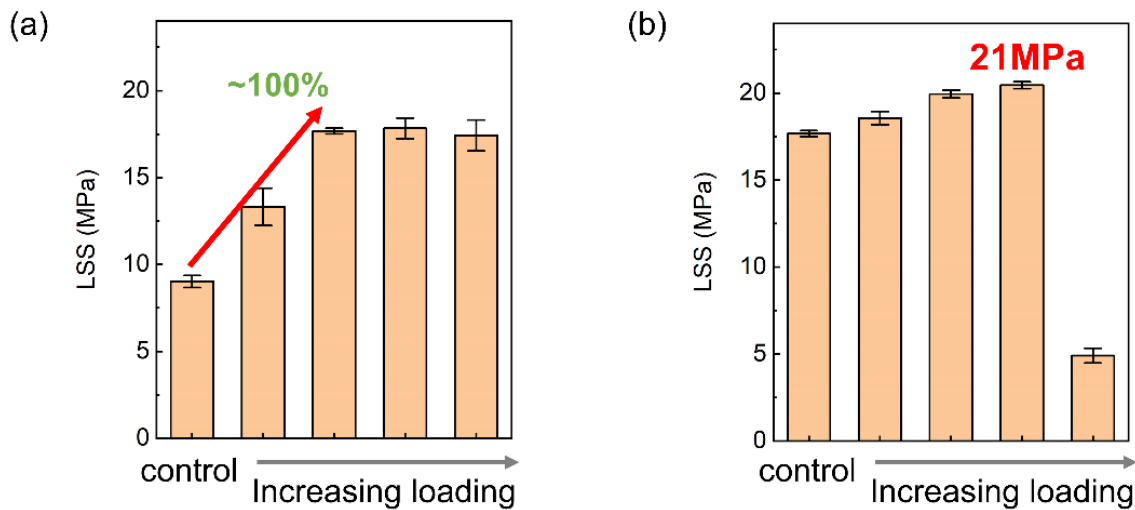 (a)
~100%
LSS (MPa)
20
15
10
5
0
control
Increasing loading
(b)
21MPa
LSS (MPa)
20
15
10
5
0
control
Increasing loading